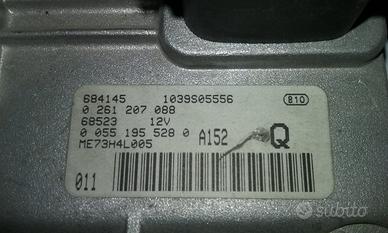 684145 1039S05556 B10
0 261 207 088
68523 12V
0 055 195 528 0 A152 Q
ME73H4L005
011
subito